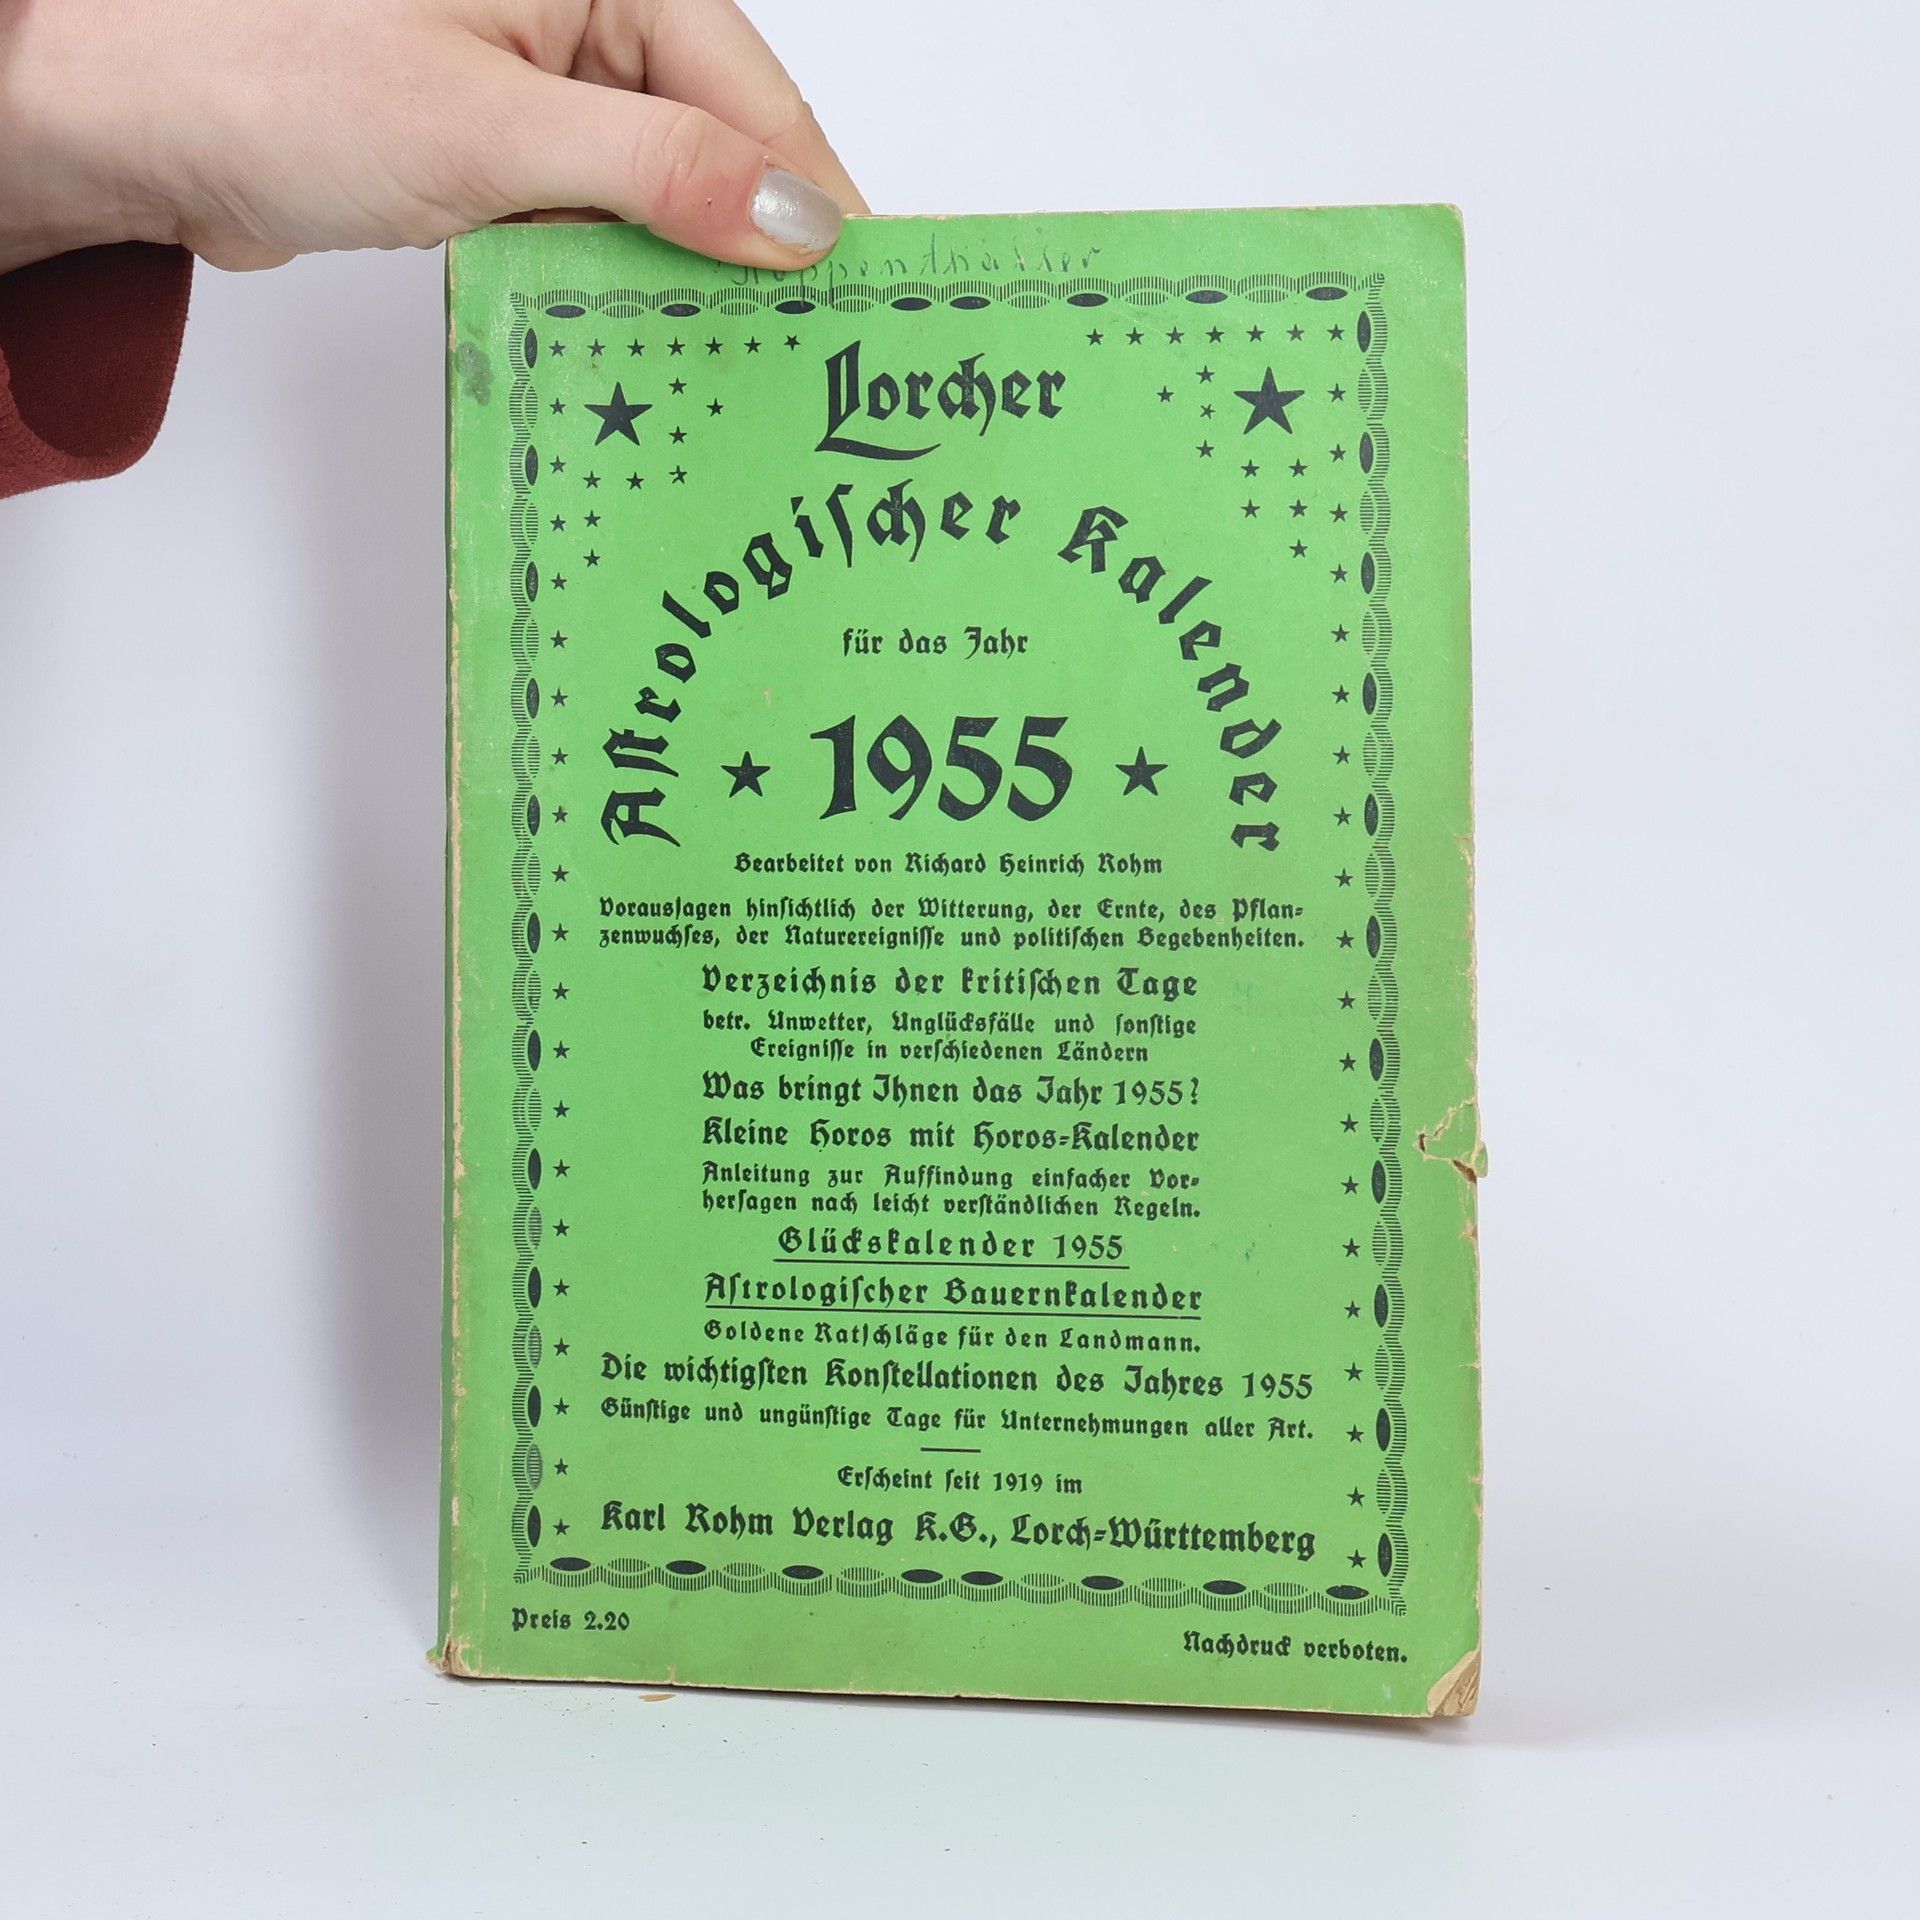 Lorcher
Astrologischer Kalender
für das Jahr
1955
Bearbeitet von Richard Heinrich Rohm
Voraussagen hinsichtlich der Witterung, der Ernte, des Pflan-
zenwuchses, der Naturereignisse und politischen Begebenheiten.
Verzeichnis der kritischen Tage
betr. Unwetter, Unglücksfälle und sonstige
Ereignisse in verschiedenen Ländern
Was bringt Ihnen das Jahr 1955?
Kleine Horos mit Horos-Kalender
Anleitung zur Auffindung einfacher Vor-
hersagen nach leicht verständlichen Regeln.
Glückskalender 1955
Astrologischer Bauernkalender
Goldene Ratschläge für den Landmann.
Die wichtigsten Konstellationen des Jahres 1955
Günstige und ungünstige Tage für Unternehmungen aller Art.
Erscheint seit 1919 im
Karl Rohm Verlag K.G., Lorch-Württemberg
Preis 2.20
Nachdruck verboten.